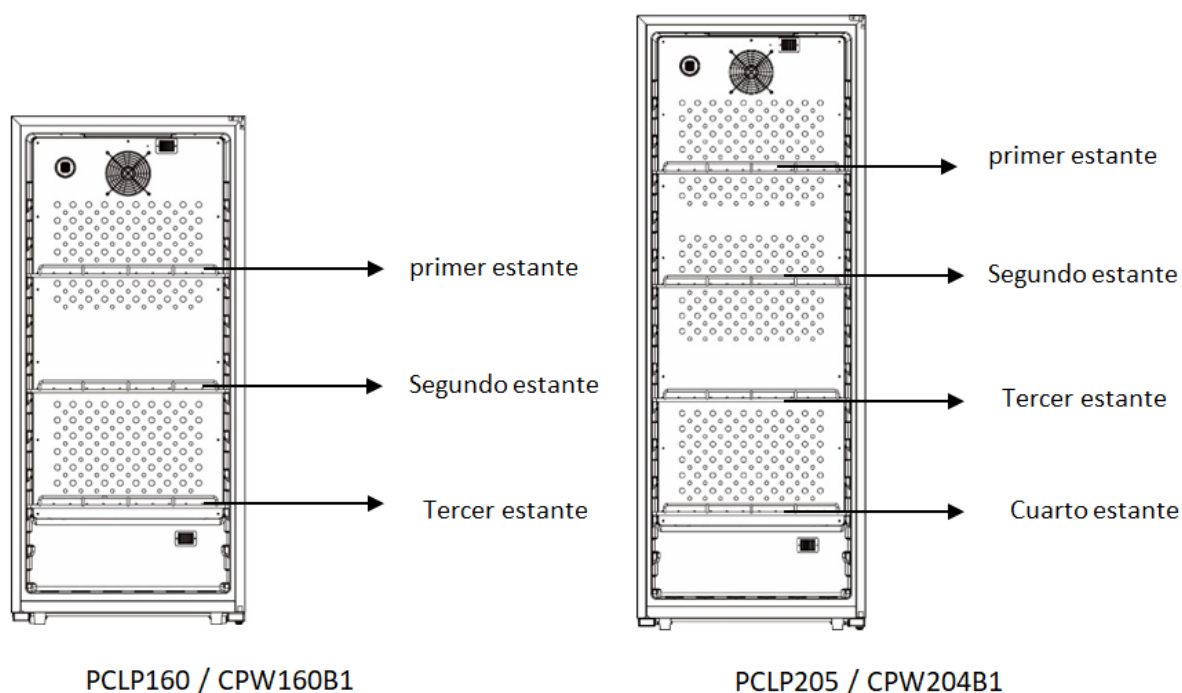 primer estante
Segundo estante
Tercer estante
PCLP160 / CPW160B1
primer estante
Segundo estante
Tercer estante
Cuarto estante
PCLP205 / CPW204B1